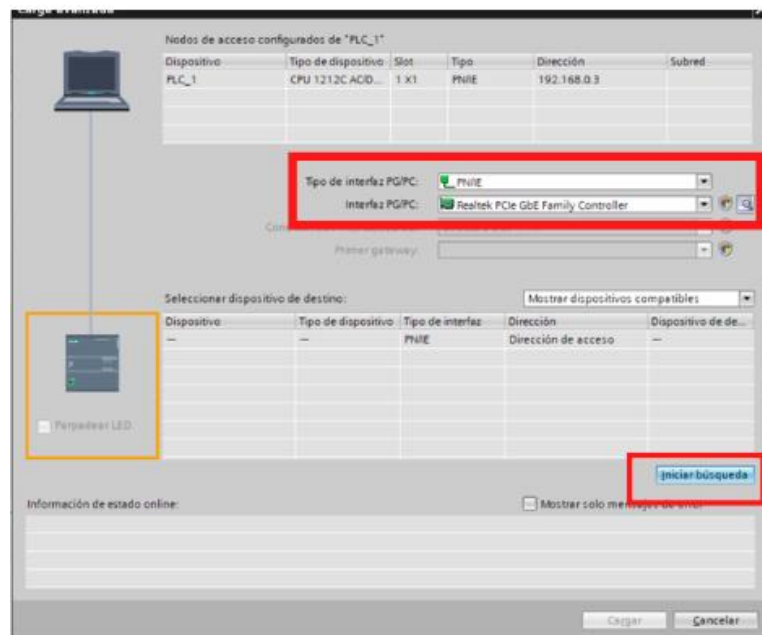 Carga avanzada
Nodos de acceso configurados de "PLC_1"
Dispositivo Tipo de dispositivo Slot Tipo Dirección Subred
PLC_1 CPU 1212C AC/D... 1 X1 PN/IE 192.168.0.3
Tipo de interfaz PG/PC: PN/IE
Interfaz PG/PC: Realtek PCIe GbE Family Controller
Primer gateway:
Seleccionar dispositivo de destino: Mostrar dispositivos compatibles
Dispositivo Tipo de dispositivo Tipo de interfaz Dirección Dispositivo de de...
— — PN/IE Dirección de acceso —
Parpadear LED
Iniciar búsqueda
Información de estado online: Mostrar solo mensajes de error
Cargar Cancelar